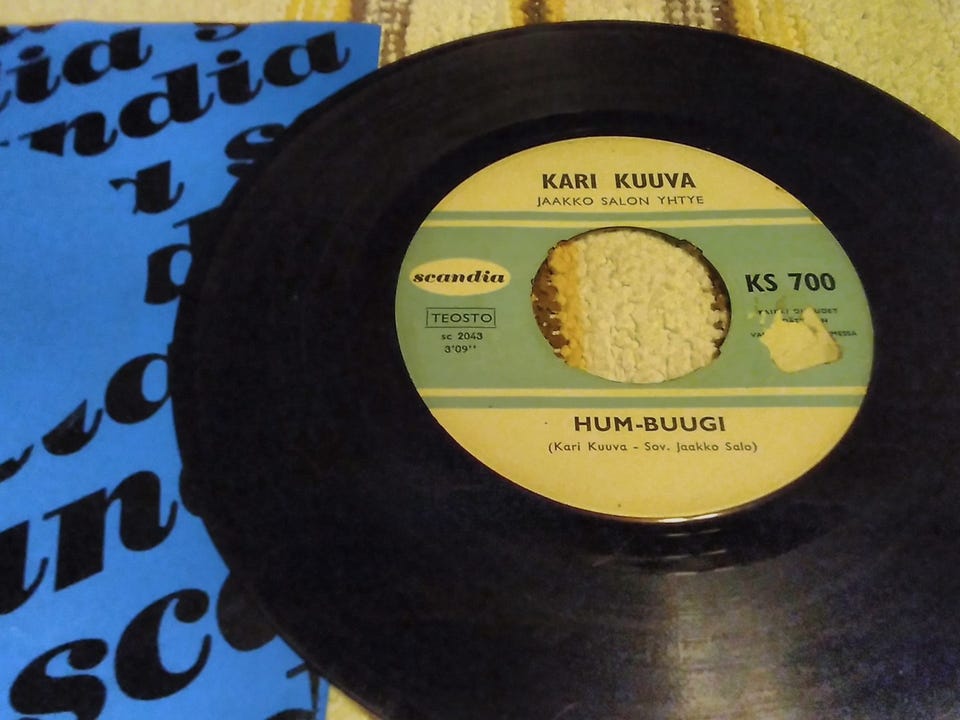 KARI KUUVA
JAAKKO SALON YHTYE
scandia
KS 700
TEOSTO
sc 2043
3'09''
HUM-BUUGI
(Kari Kuuva - Sov. Jaakko Salo)
ndia